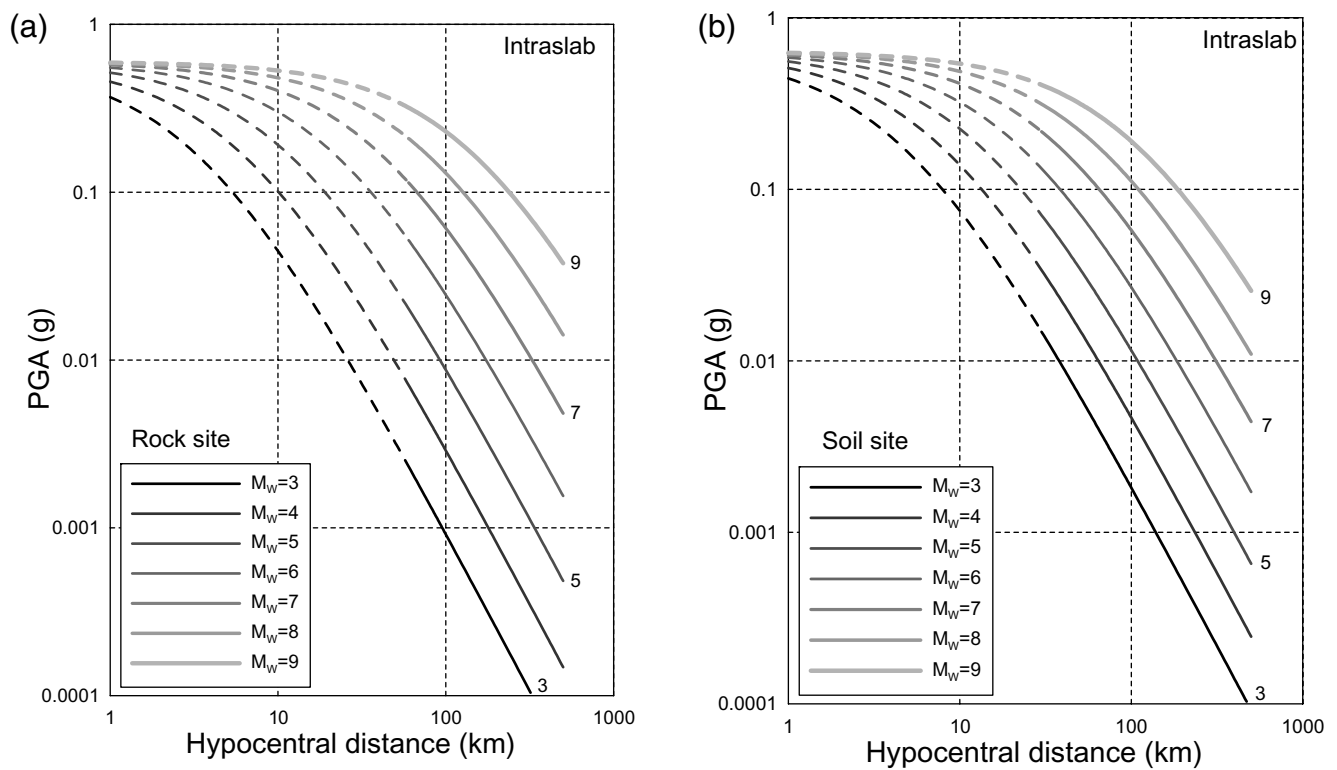 (a)
Intraslab
1
0.1
0.01
0.001
0.0001
PGA (g)
9
7
5
3
Rock site
M_W=3
M_W=4
M_W=5
M_W=6
M_W=7
M_W=8
M_W=9
1 10 100 1000
Hypocentral distance (km)
(b)
Intraslab
1
0.1
0.01
0.001
0.0001
PGA (g)
9
7
5
3
Soil site
M_W=3
M_W=4
M_W=5
M_W=6
M_W=7
M_W=8
M_W=9
1 10 100 1000
Hypocentral distance (km)